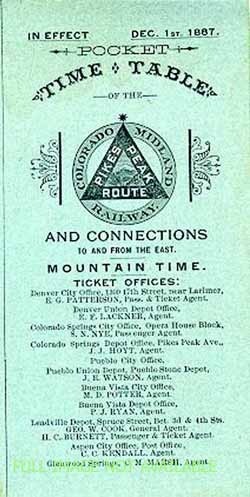 IN EFFECT DEC. 1ST. 1887.
POCKET
TIME TABLE
OF THE
COLORADO MIDLAND
PIKES PEAK
ROUTE
RAILWAY.
AND CONNECTIONS
TO AND FROM THE EAST.
MOUNTAIN TIME.
TICKET OFFICES:
Denver City Office, 17th Street, near Larimer,
E. G. PATTERSON, Pass. & Ticket Agent.
Denver Union Depot Office,
E. F. LACKNER, Agent.
Colorado Springs City Office, Opera House Block,
S. N. NYE, Passenger Agent.
Colorado Springs Depot Office, Pikes Peak Ave.,
J. J. HOYT, Agent.
Pueblo City Office,
Pueblo Union Depot, Pueblo Stone Depot,
J. E. WATSON, Agent.
Buena Vista City Office,
M. D. POTTER, Agent.
Buena Vista Depot Office,
P. J. RYAN, Agent.
Leadville Depot, Spruce Street, Bet. 3d & 4th Sts.
GEO. W. COOK, General Agent.
H. C. BURNETT, Passenger & Ticket Agent.
Aspen City Office, Post Office,
C. C. KENDALL, Agent.
Glenwood Springs, C. M. MARSH, Agent.